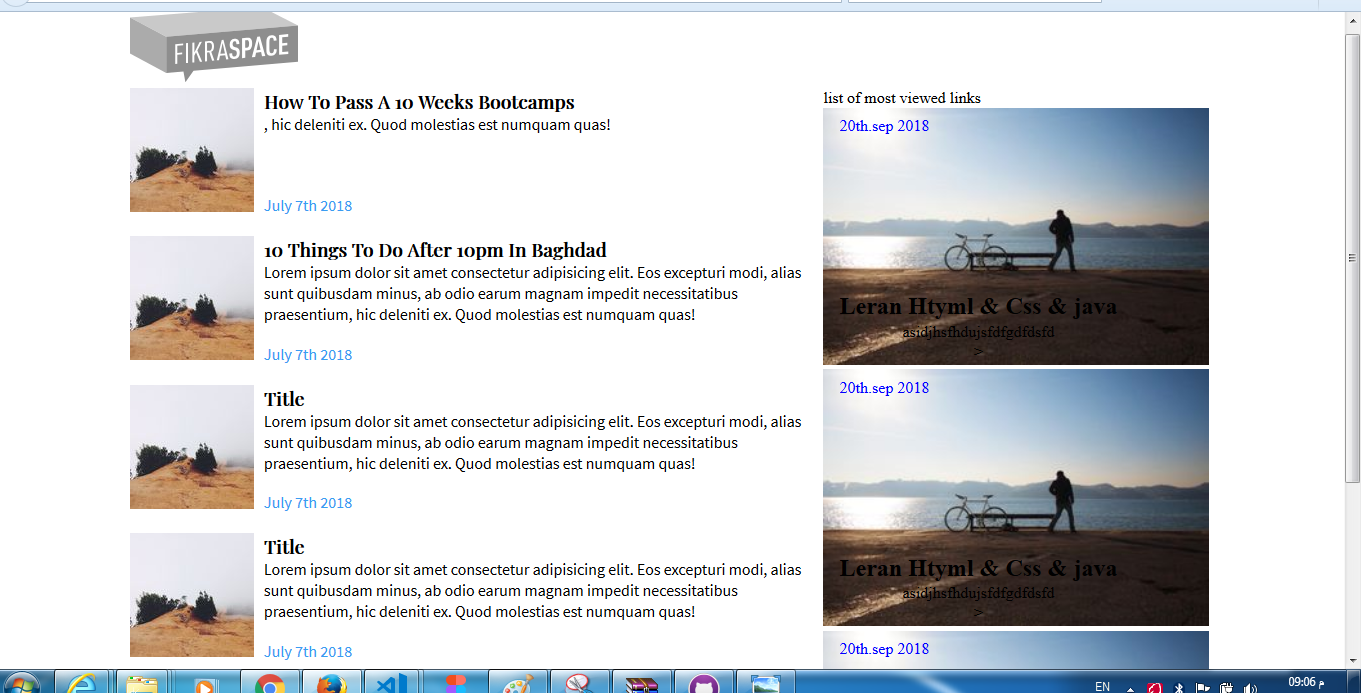 FIKRASPACE
How To Pass A 10 Weeks Bootcamps
, hic deleniti ex. Quod molestias est numquam quas!
July 7th 2018
10 Things To Do After 10pm In Baghdad
Lorem ipsum dolor sit amet consectetur adipisicing elit. Eos excepturi modi, alias
sunt quibusdam minus, ab odio earum magnam impedit necessitatibus
praesentium, hic deleniti ex. Quod molestias est numquam quas!
July 7th 2018
Title
Lorem ipsum dolor sit amet consectetur adipisicing elit. Eos excepturi modi, alias
sunt quibusdam minus, ab odio earum magnam impedit necessitatibus
praesentium, hic deleniti ex. Quod molestias est numquam quas!
July 7th 2018
Title
Lorem ipsum dolor sit amet consectetur adipisicing elit. Eos excepturi modi, alias
sunt quibusdam minus, ab odio earum magnam impedit necessitatibus
praesentium, hic deleniti ex. Quod molestias est numquam quas!
July 7th 2018
list of most viewed links
20th.sep 2018
Leran Htyml & Css & java
asidjhsfhdujsfdfgdfdsfd
>
20th.sep 2018
Leran Htyml & Css & java
asidjhsfhdujsfdfgdfdsfd
>
20th.sep 2018
EN
09:06 م